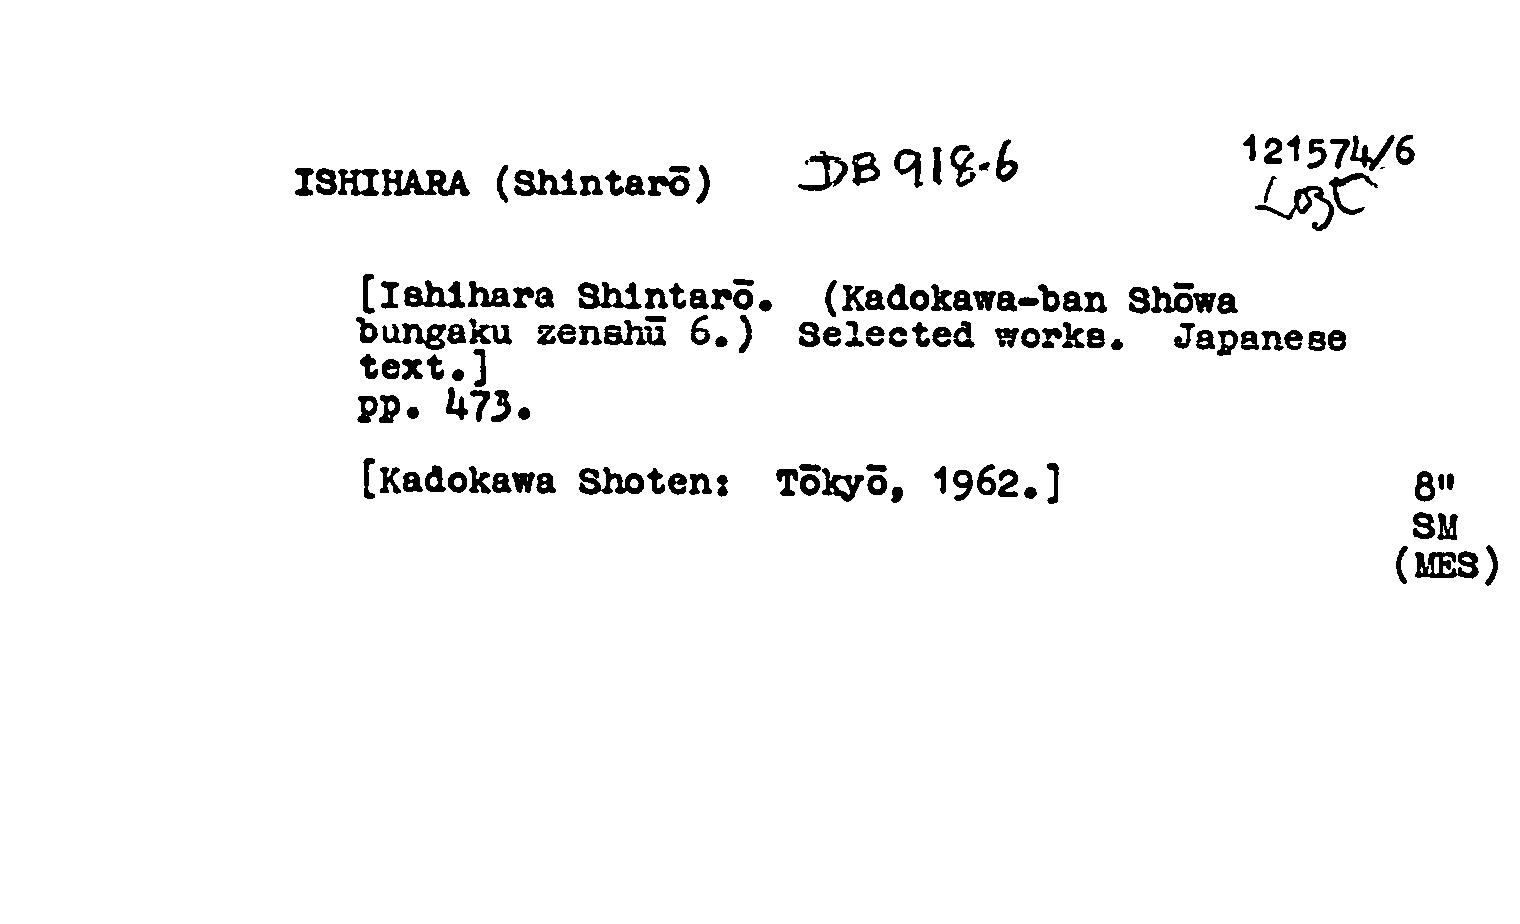 ISHIHARA (Shintarō) DB 918.6 121574/6
LOST
[Ishihara Shintarō. (Kadokawa-ban Shōwa
bungaku zenshū 6.) Selected works. Japanese
text.]
pp. 473.
[Kadokawa Shoten: Tōkyō, 1962.]
8"
SM
(MES)